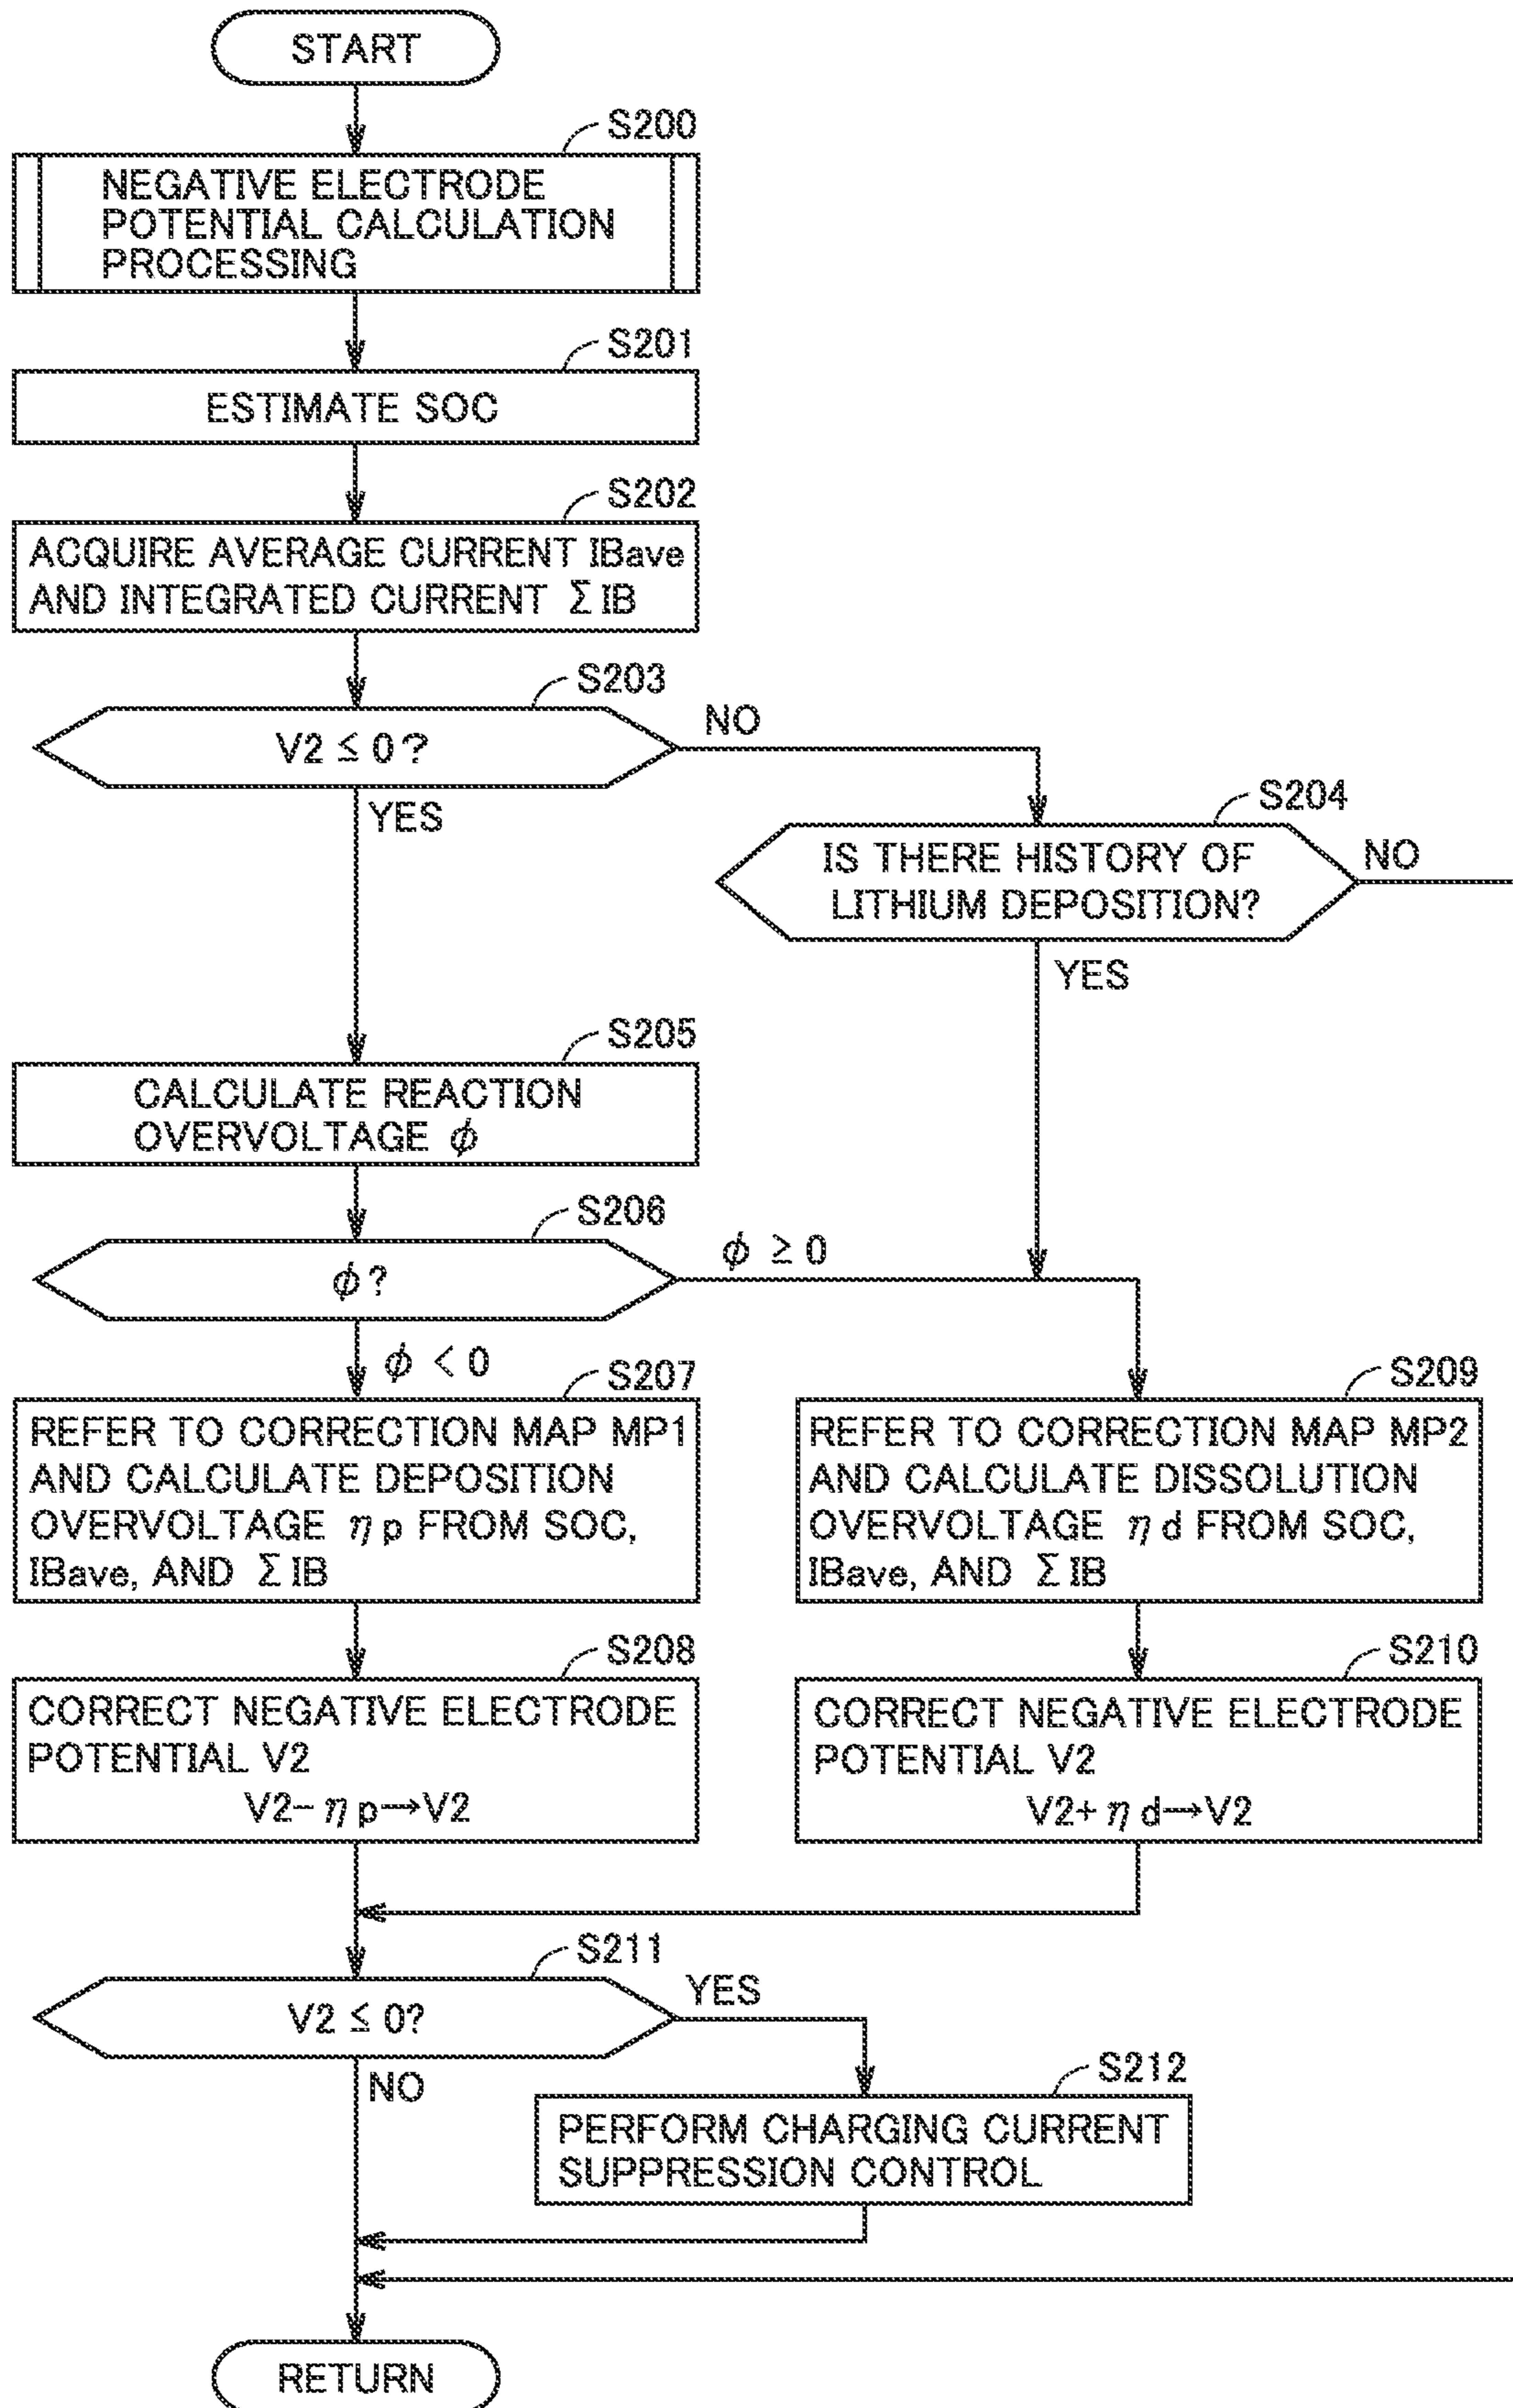 START
S200
NEGATIVE ELECTRODE
POTENTIAL CALCULATION
PROCESSING
S201
ESTIMATE SOC
S202
ACQUIRE AVERAGE CURRENT IBave
AND INTEGRATED CURRENT Σ IB
S203
V2 ≤ 0?
NO
YES
S204
IS THERE HISTORY OF
LITHIUM DEPOSITION?
NO
YES
S205
CALCULATE REACTION
OVERVOLTAGE ϕ
S206
ϕ?
ϕ ≥ 0
ϕ < 0
S207
REFER TO CORRECTION MAP MP1
AND CALCULATE DEPOSITION
OVERVOLTAGE η p FROM SOC,
IBave, AND Σ IB
S209
REFER TO CORRECTION MAP MP2
AND CALCULATE DISSOLUTION
OVERVOLTAGE η d FROM SOC,
IBave, AND Σ IB
S208
CORRECT NEGATIVE ELECTRODE
POTENTIAL V2
V2− η p→V2
S210
CORRECT NEGATIVE ELECTRODE
POTENTIAL V2
V2+ η d→V2
S211
V2 ≤ 0?
YES
NO
S212
PERFORM CHARGING CURRENT
SUPPRESSION CONTROL
RETURN